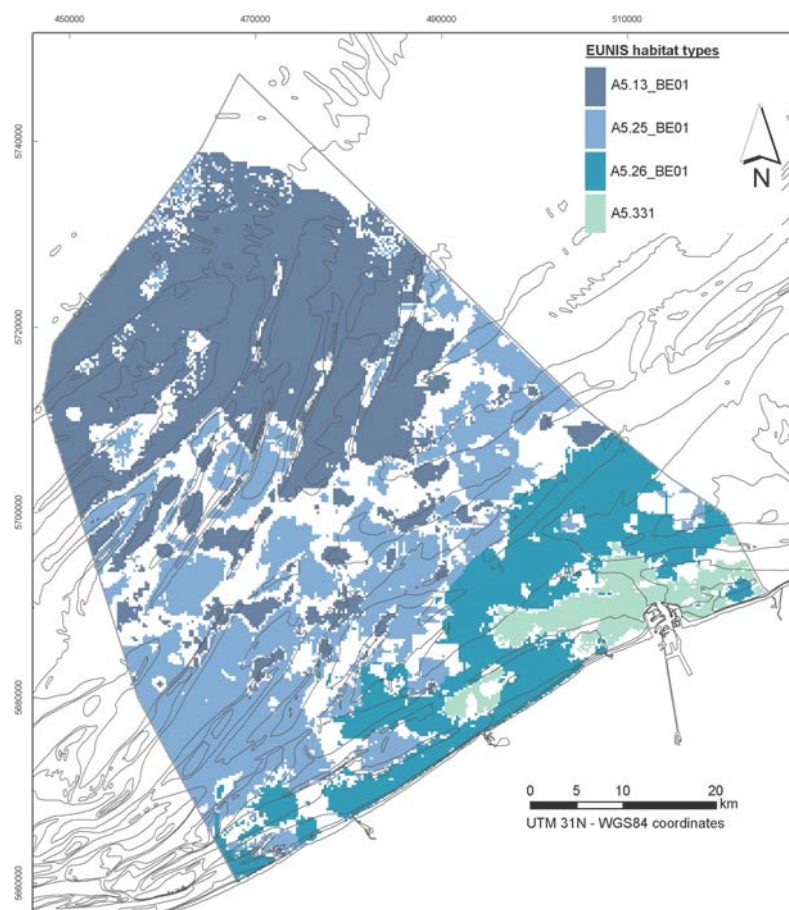 450000 470000 490000 510000
EUNIS habitat types
A5.13_BE01
A5.25_BE01
A5.26_BE01
A5.331
N
5740000
5720000
5700000
5680000
5660000
0 5 10 20
km
UTM 31N - WGS84 coordinates